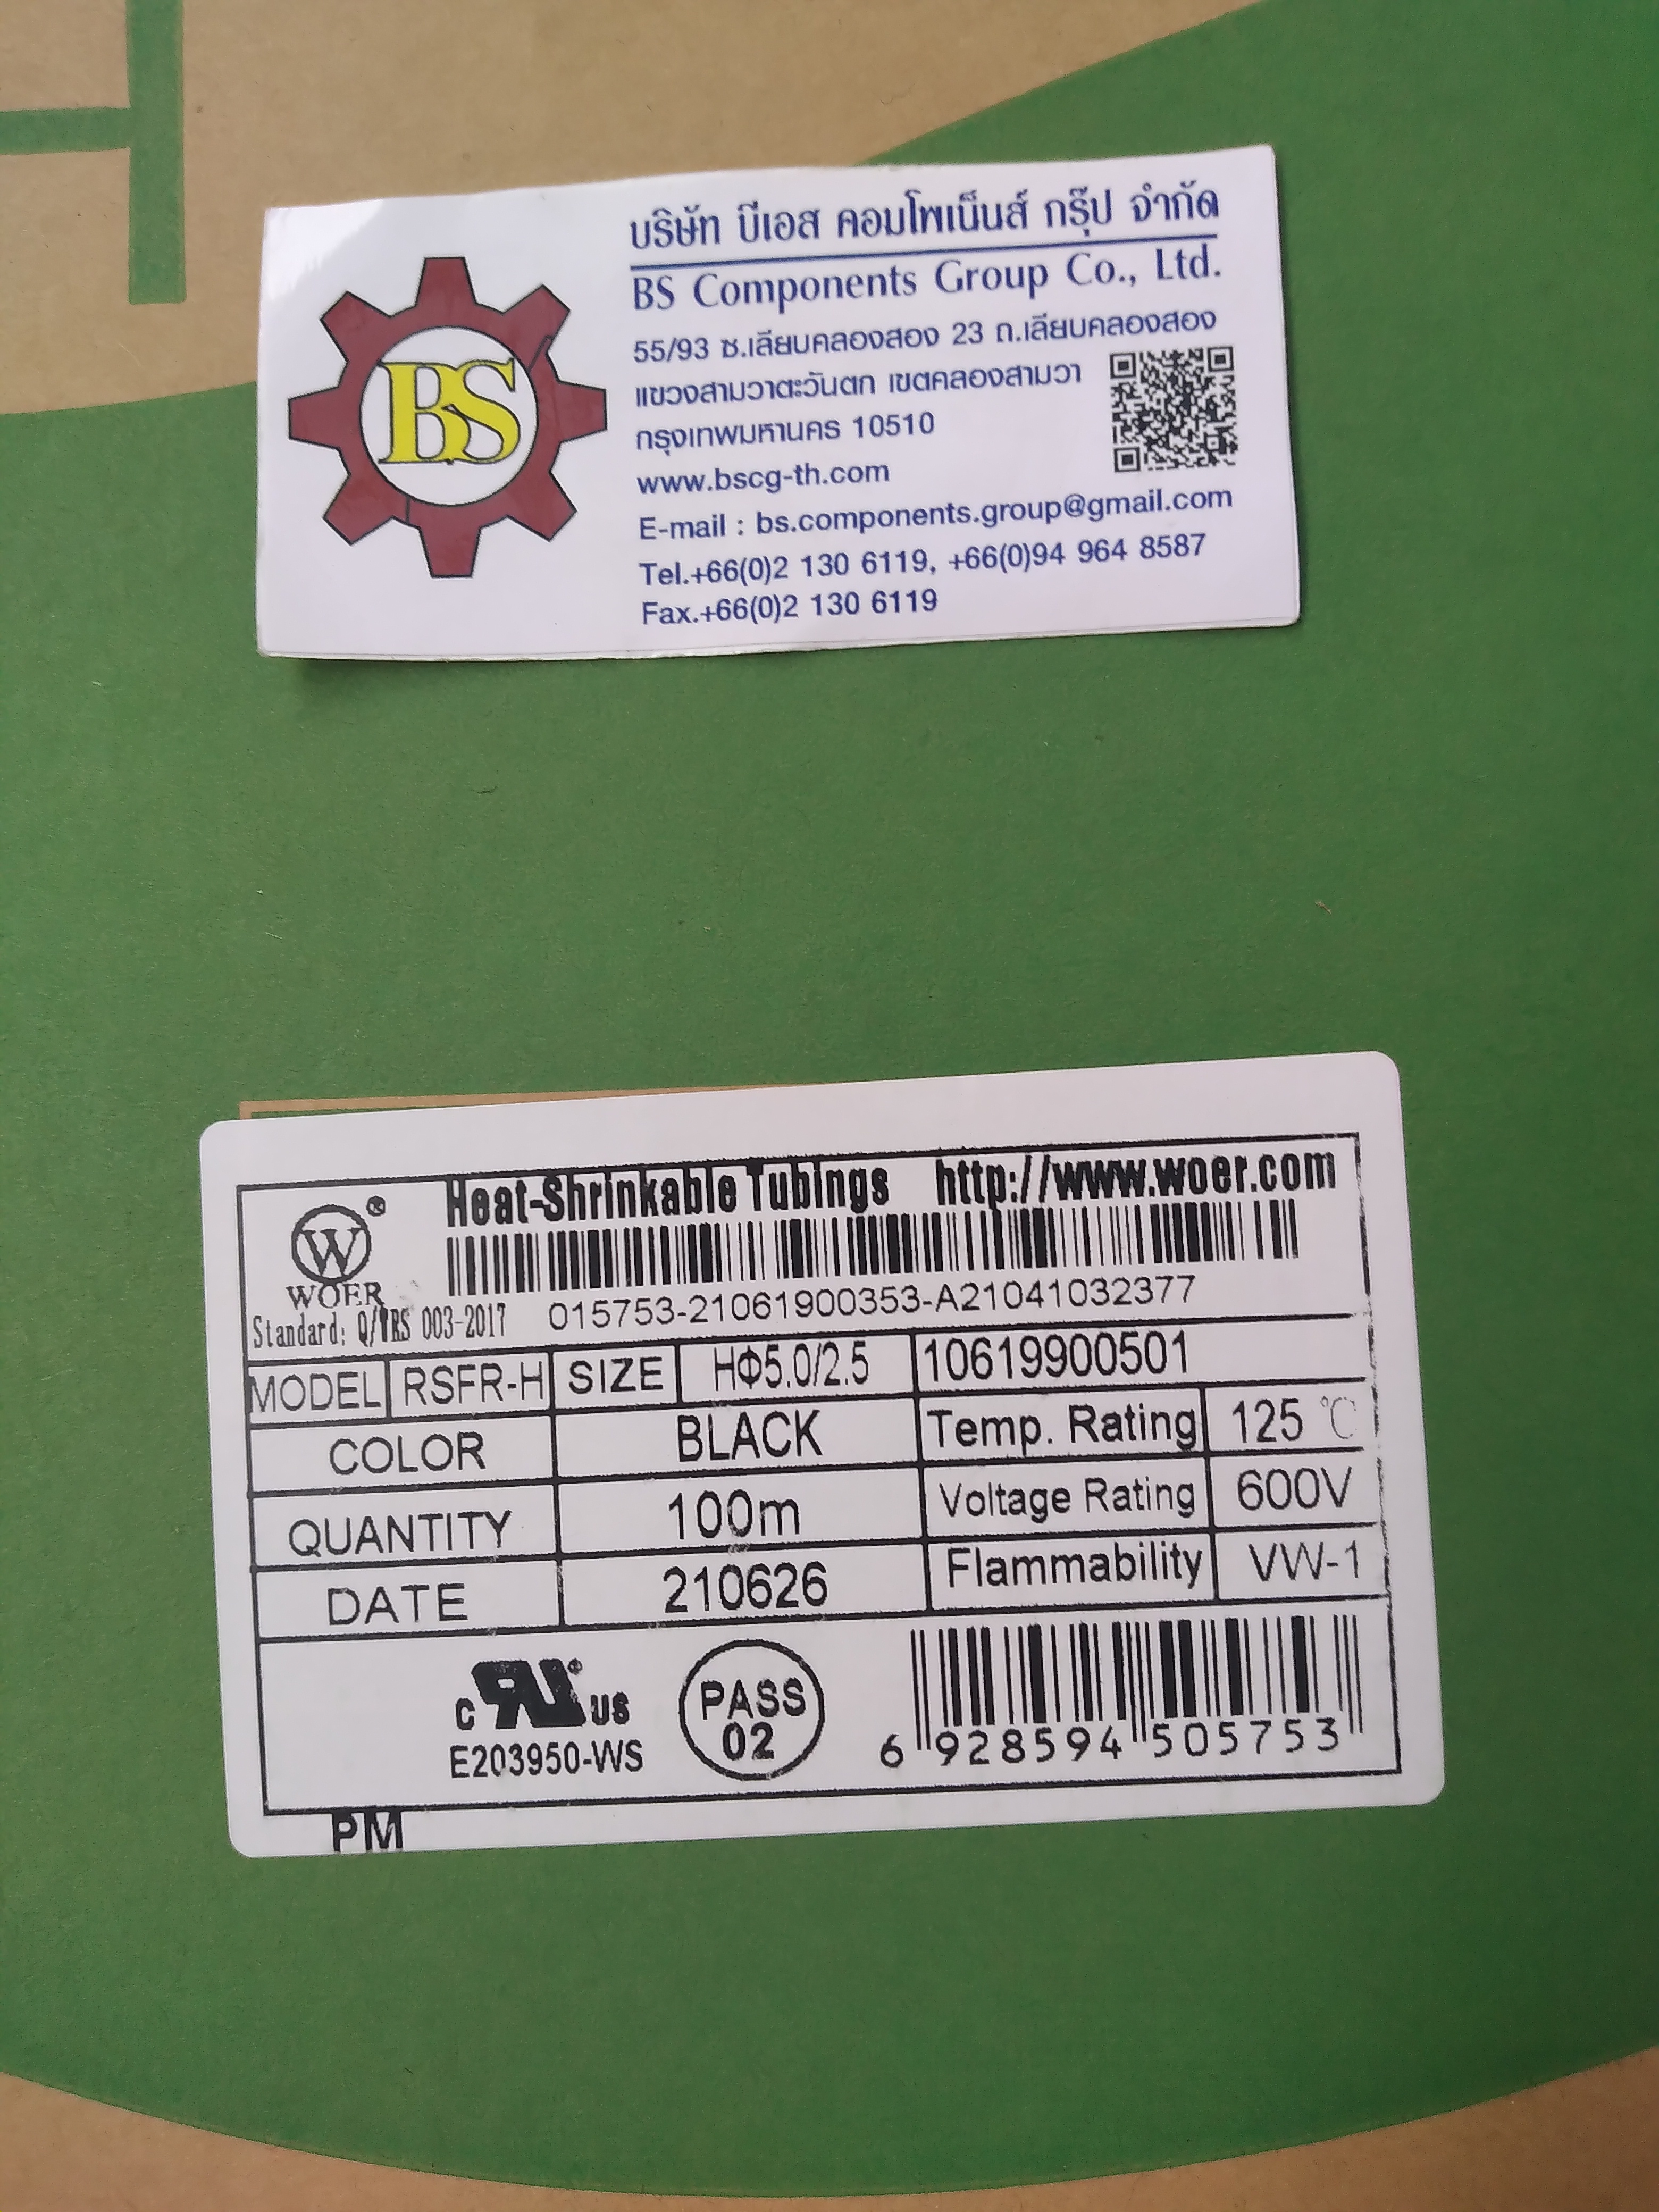 บริษัท บีเอส คอมโพเน็นส์ กรุ๊ป จำกัด
BS Components Group Co., Ltd.
55/93 ซ.เลียบคลองสอง 23 ถ.เลียบคลองสอง
แขวงสามวาตะวันตก เขตคลองสามวา
กรุงเทพมหานคร 10510
www.bscg-th.com
E-mail : bs.components.group@gmail.com
Tel.+66(0)2 130 6119, +66(0)94 964 8587
Fax.+66(0)2 130 6119
BS
Heat-Shrinkable Tubings http://www.woer.com
W ®
WOER
015753-21061900353-A21041032377
Standard: Q/WRS 003-2017
MODEL RSFR-H SIZE HΦ5.0/2.5 10619900501
COLOR BLACK Temp. Rating 125 ℃
QUANTITY 100m Voltage Rating 600V
DATE 210626 Flammability VW-1
c RU ® US
E203950-WS
PASS
02
6 928594 505753
PM